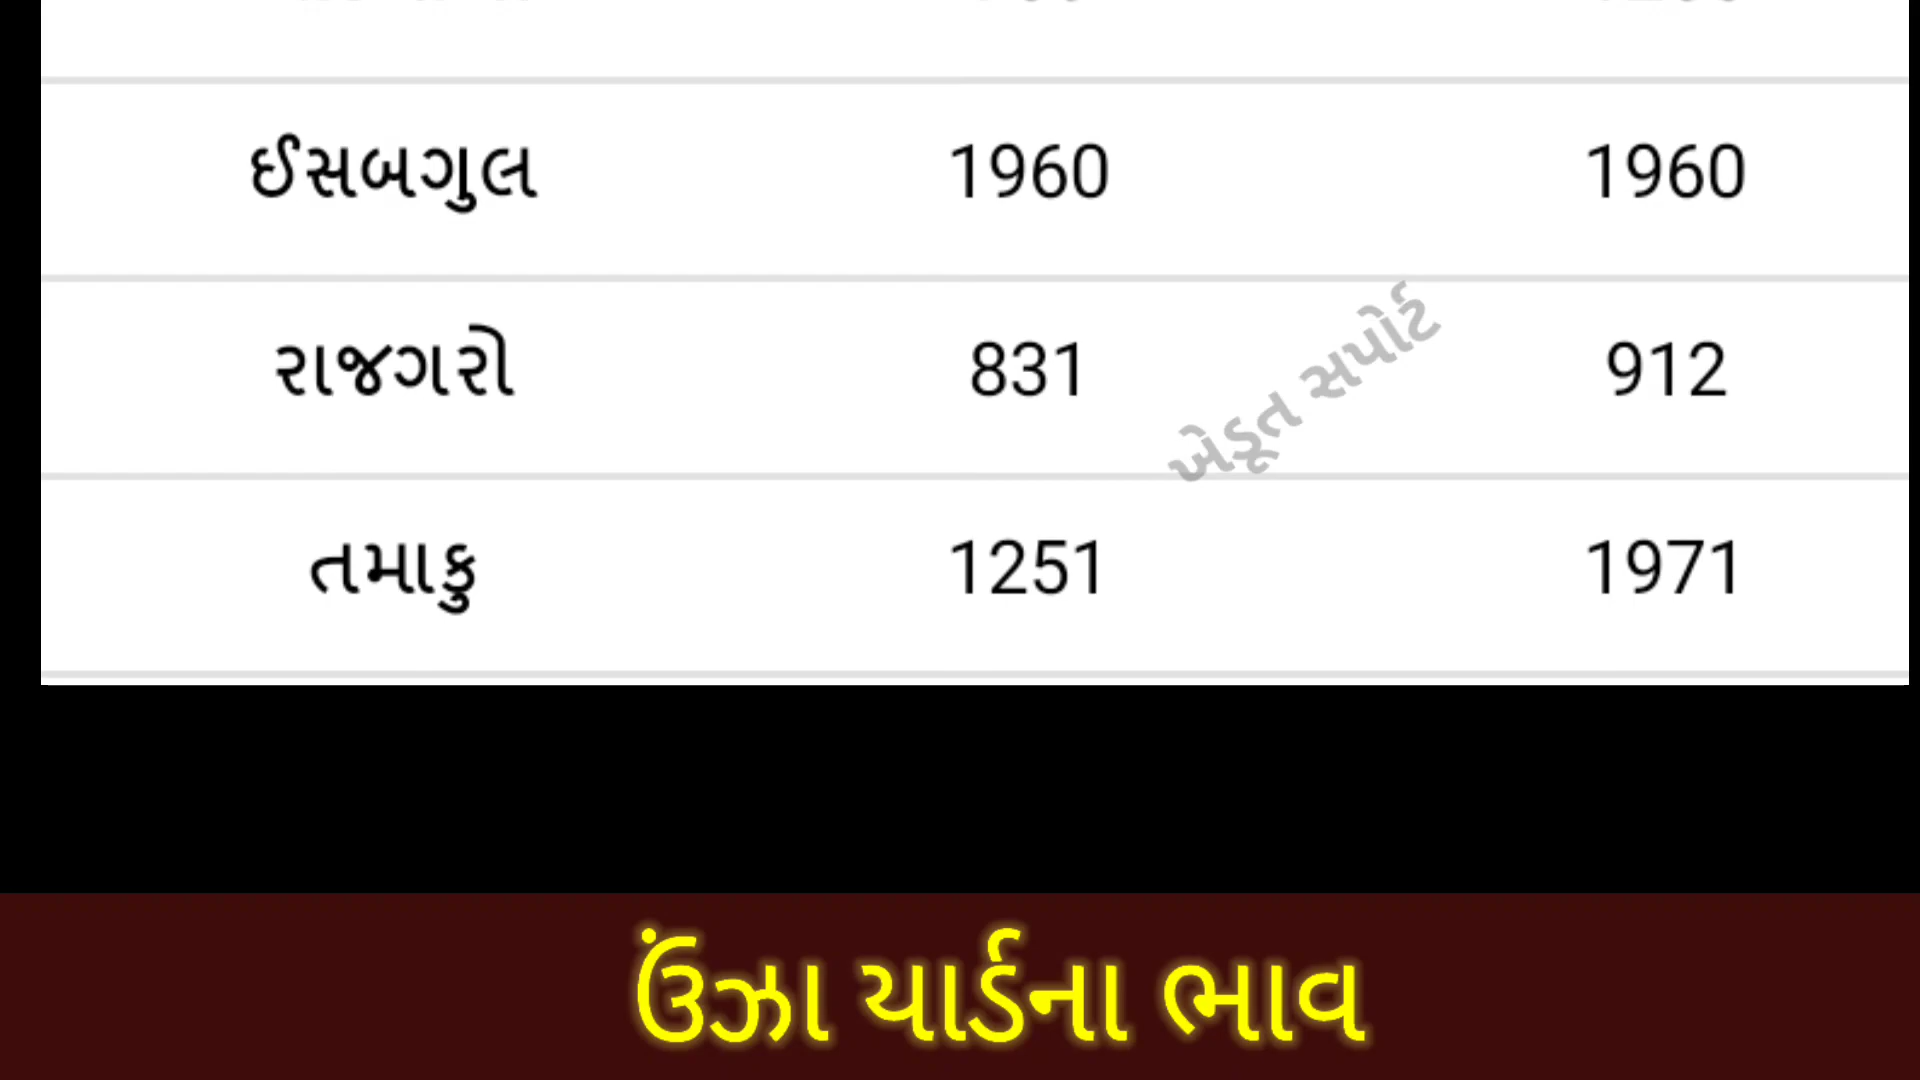 ઈસબગુલ 1960 1960
રાજગરો 831 912
ખેડૂત સપોર્ટ
તમાકુ 1251 1971
ઉંઝા યાર્ડના ભાવ